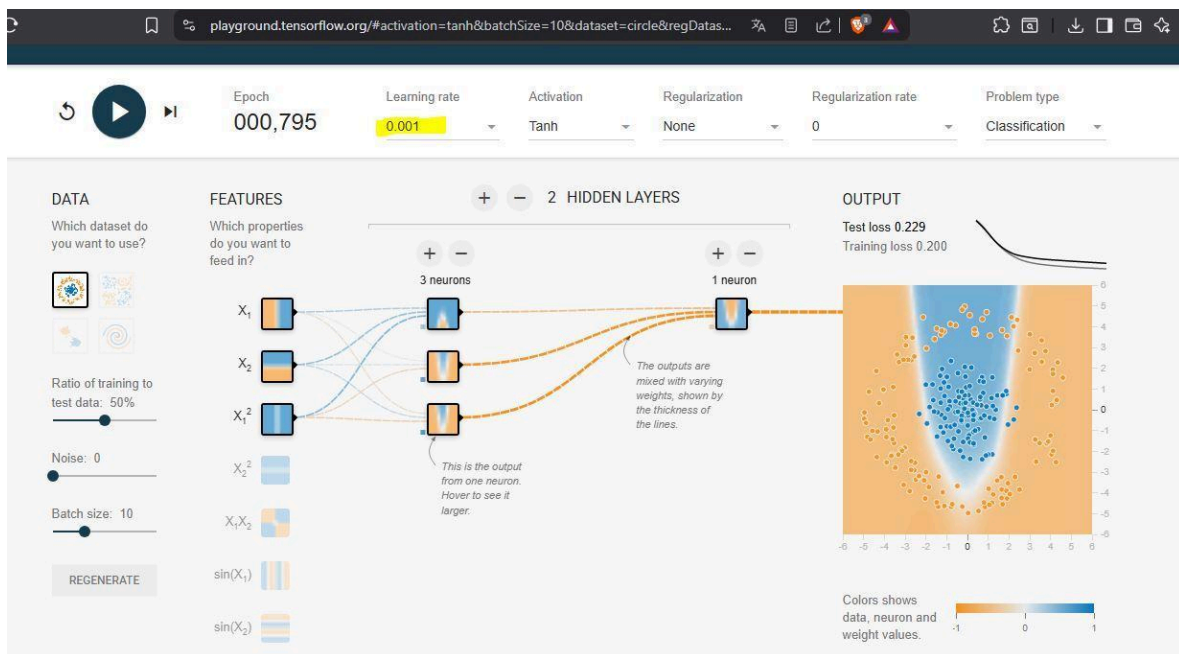 playground.tensorflow.org/#activation=tanh&batchSize=10&dataset=circle&regDatas...
Epoch
000,795
Learning rate
0.001
Activation
Tanh
Regularization
None
Regularization rate
0
Problem type
Classification
DATA
Which dataset do
you want to use?
Ratio of training to
test data: 50%
Noise: 0
Batch size: 10
REGENERATE
FEATURES
Which properties
do you want to
feed in?
X₁
X₂
X₁²
X₂²
X₁X₂
sin(X₁)
sin(X₂)
+ − 2 HIDDEN LAYERS
+ −
3 neurons
+ −
1 neuron
The outputs are
mixed with varying
weights, shown by
the thickness of
the lines.
This is the output
from one neuron.
Hover to see it
larger.
OUTPUT
Test loss 0.229
Training loss 0.200
6
5
4
3
2
1
0
-1
-2
-3
-4
-5
-6
-6 -5 -4 -3 -2 -1 0 1 2 3 4 5 6
Colors shows
data, neuron and
weight values.
-1 0 1